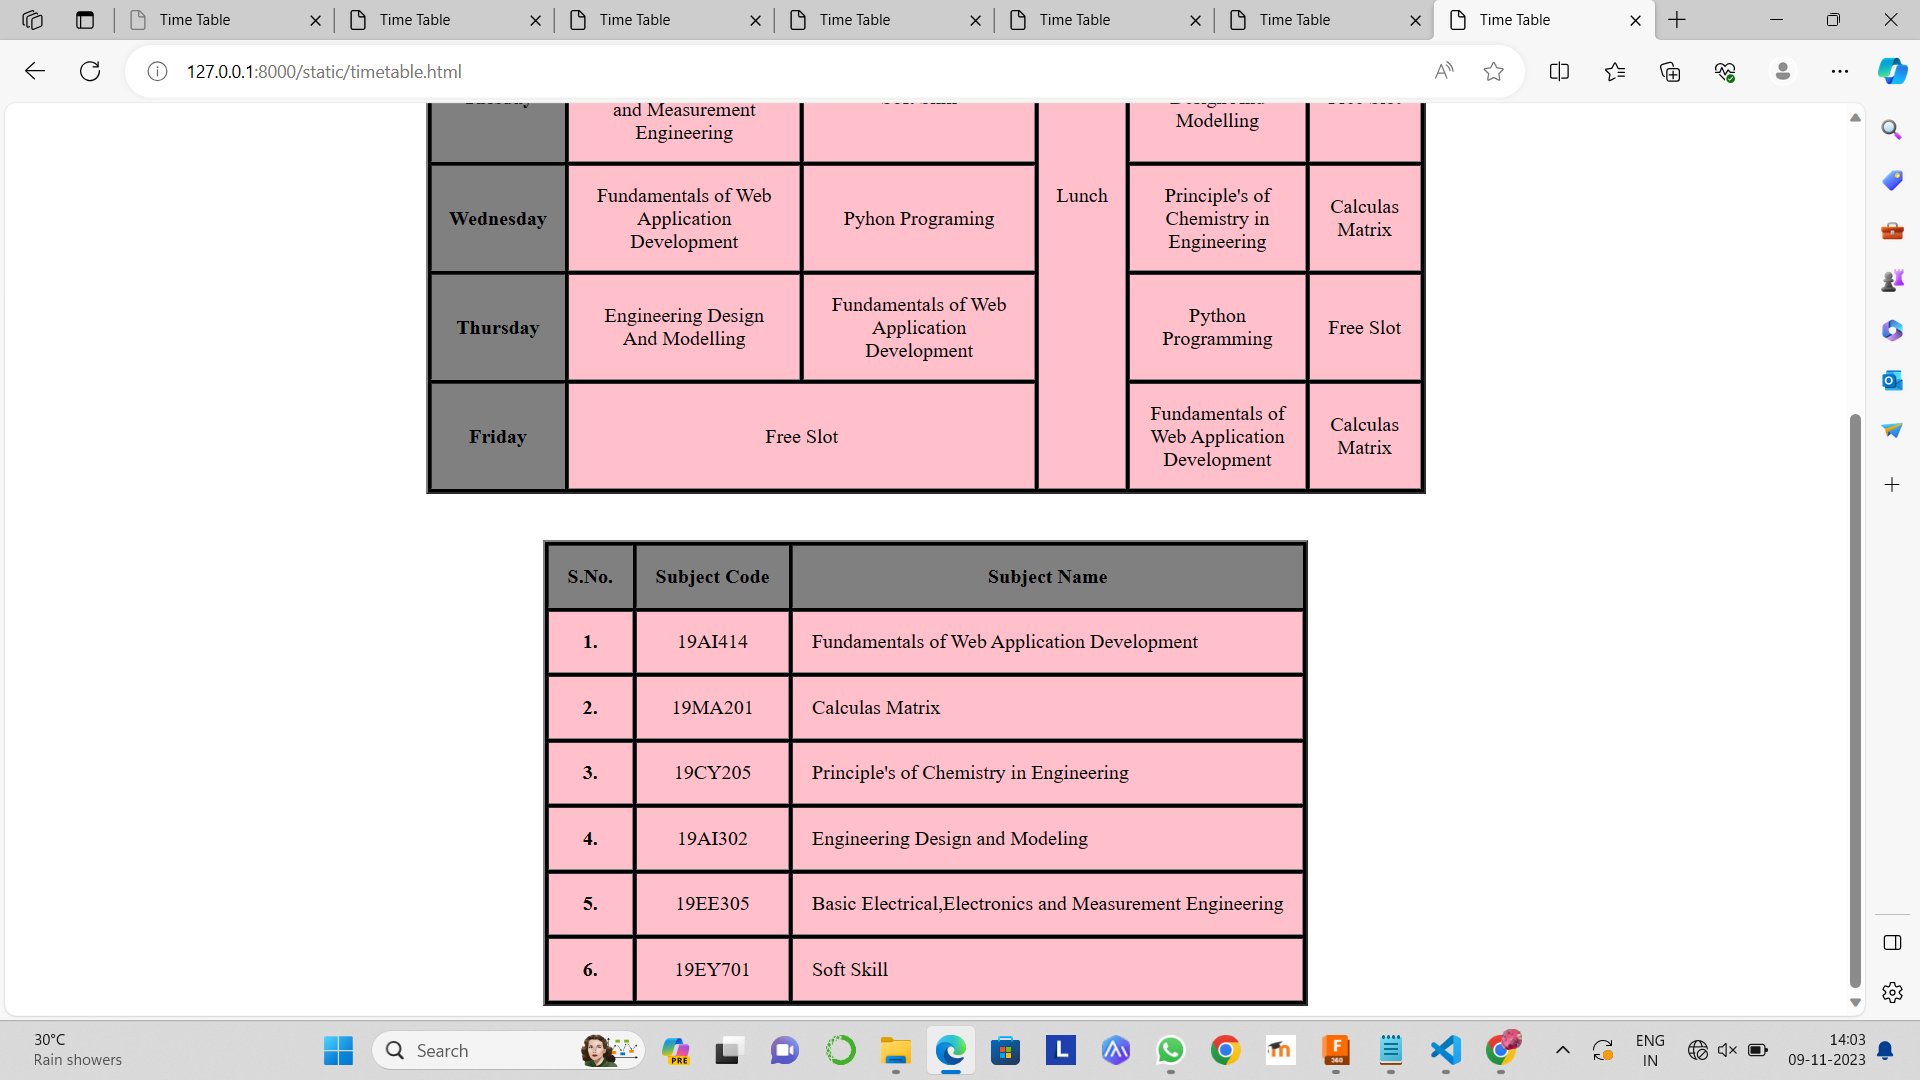 Time Table
Time Table
Time Table
Time Table
Time Table
Time Table
Time Table
127.0.0.1:8000/static/timetable.html
and Measurement
Engineering
Modelling
Lunch
Wednesday
Fundamentals of Web
Application
Development
Pyhon Programing
Principle's of
Chemistry in
Engineering
Calculas
Matrix
Thursday
Engineering Design
And Modelling
Fundamentals of Web
Application
Development
Python
Programming
Free Slot
Friday
Free Slot
Fundamentals of
Web Application
Development
Calculas
Matrix
S.No. Subject Code Subject Name
1. 19AI414 Fundamentals of Web Application Development
2. 19MA201 Calculas Matrix
3. 19CY205 Principle's of Chemistry in Engineering
4. 19AI302 Engineering Design and Modeling
5. 19EE305 Basic Electrical,Electronics and Measurement Engineering
6. 19EY701 Soft Skill
30°C
Rain showers
Search
PRE
L
F
360
ENG
IN
14:03
09-11-2023